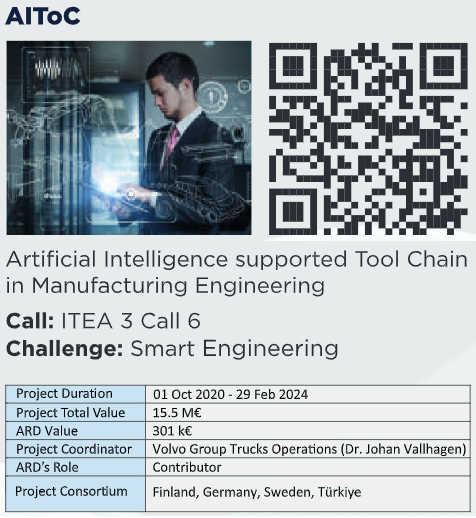 AIToC
Artificial Intelligence supported Tool Chain
in Manufacturing Engineering
Call: ITEA 3 Call 6
Challenge: Smart Engineering
Project Duration 01 Oct 2020 - 29 Feb 2024
Project Total Value 15.5 M€
ARD Value 301 k€
Project Coordinator Volvo Group Trucks Operations (Dr. Johan Vallhagen)
ARD's Role Contributor
Project Consortium Finland, Germany, Sweden, Türkiye